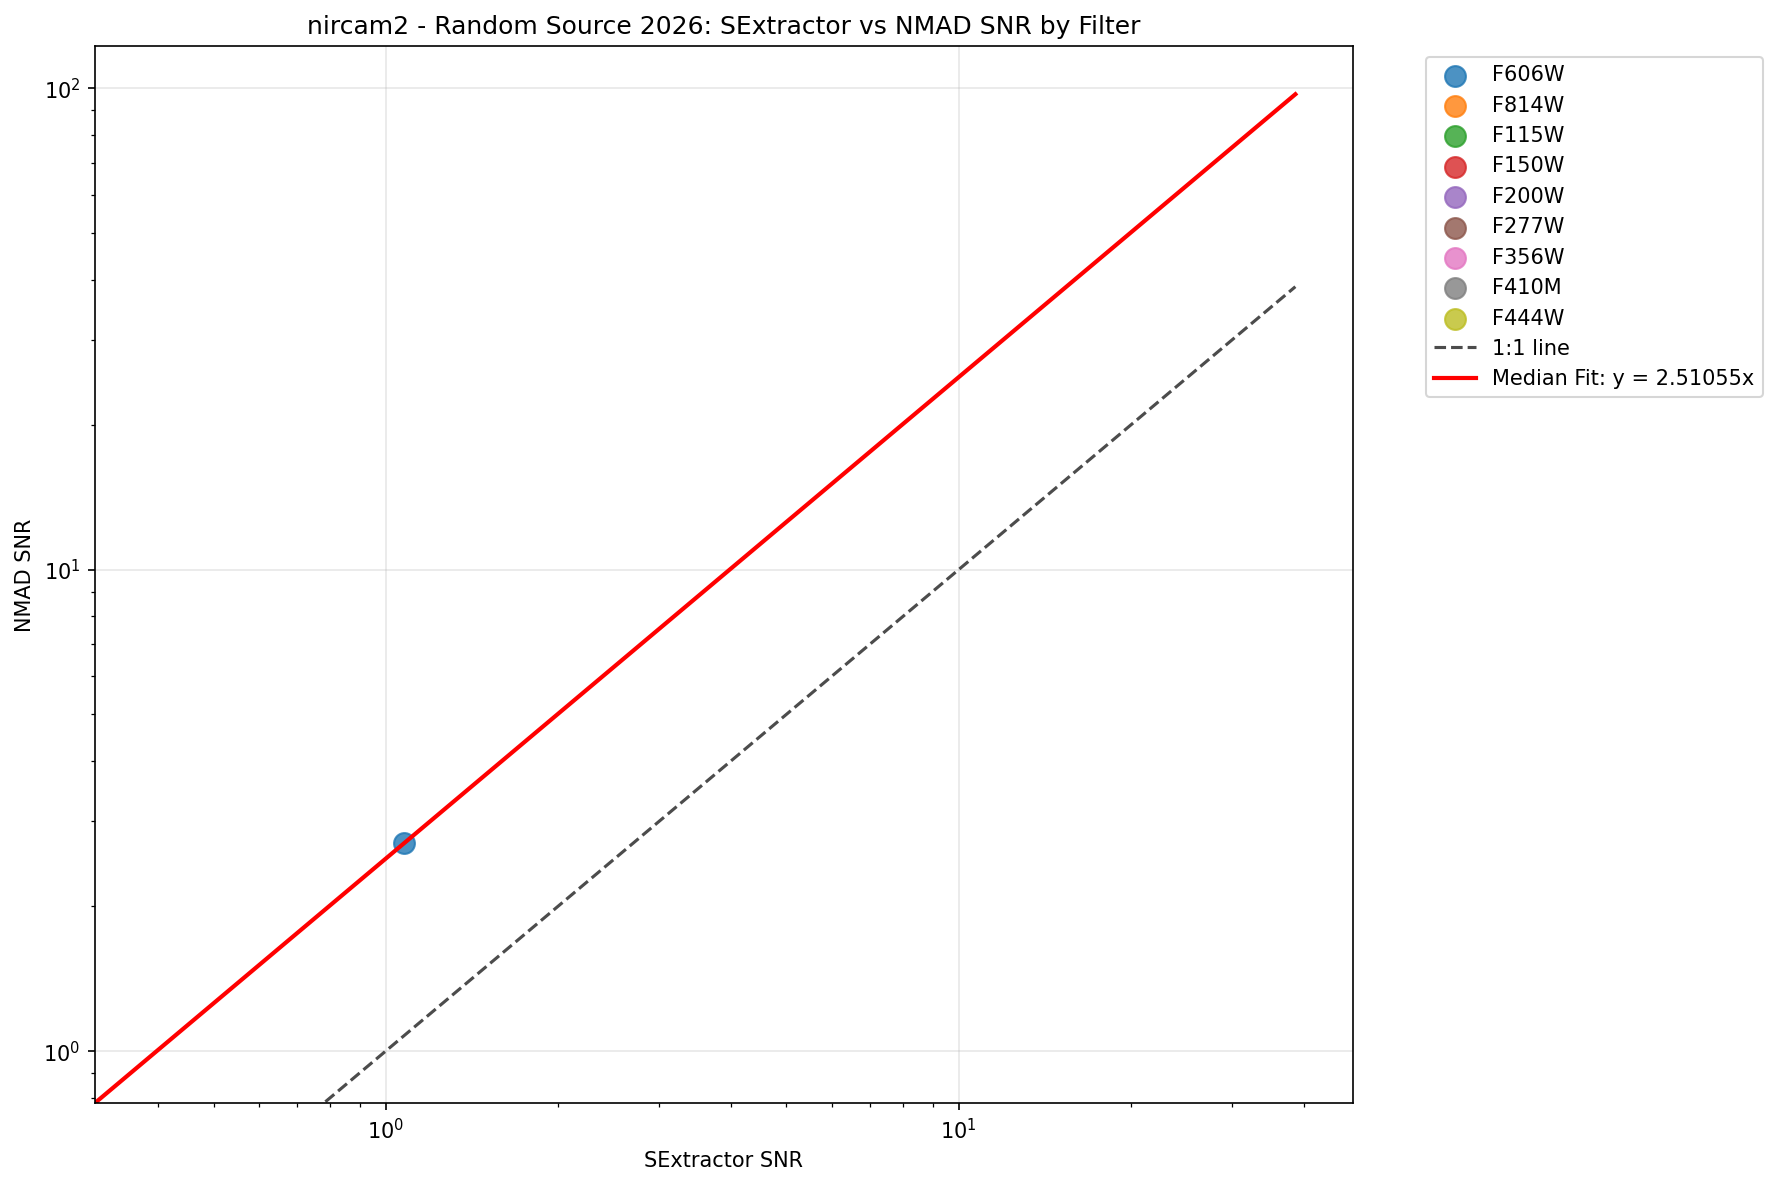 nircam2 - Random Source 2026: SExtractor vs NMAD SNR by Filter
10²
10¹
10⁰
NMAD SNR
10⁰
10¹
SExtractor SNR
F606W
F814W
F115W
F150W
F200W
F277W
F356W
F410M
F444W
1:1 line
Median Fit: y = 2.51055x